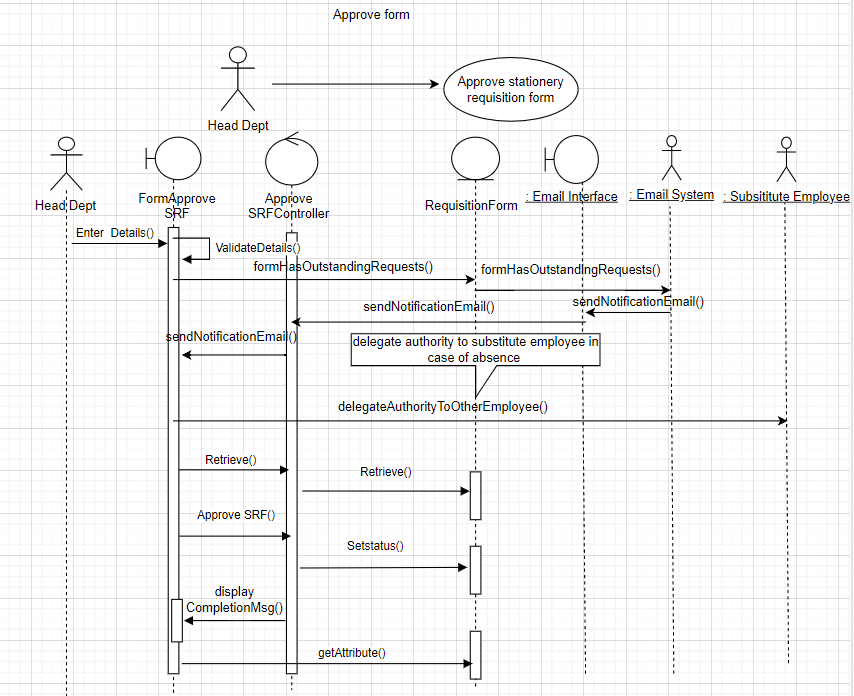 Approve form
Approve stationery
requisition form
Head Dept
Head Dept
FormApprove
SRF
Approve
SRFController
RequisitionForm
: Email Interface
: Email System
: Subsititute Employee
Enter Details()
ValidateDetails()
formHasOutstandingRequests()
formHasOutstandingRequests()
sendNotificationEmail()
sendNotificationEmail()
sendNotificationEmail()
delegate authority to substitute employee in
case of absence
delegateAuthorityToOtherEmployee()
Retrieve()
Retrieve()
Approve SRF()
Setstatus()
display
CompletionMsg()
getAttribute()